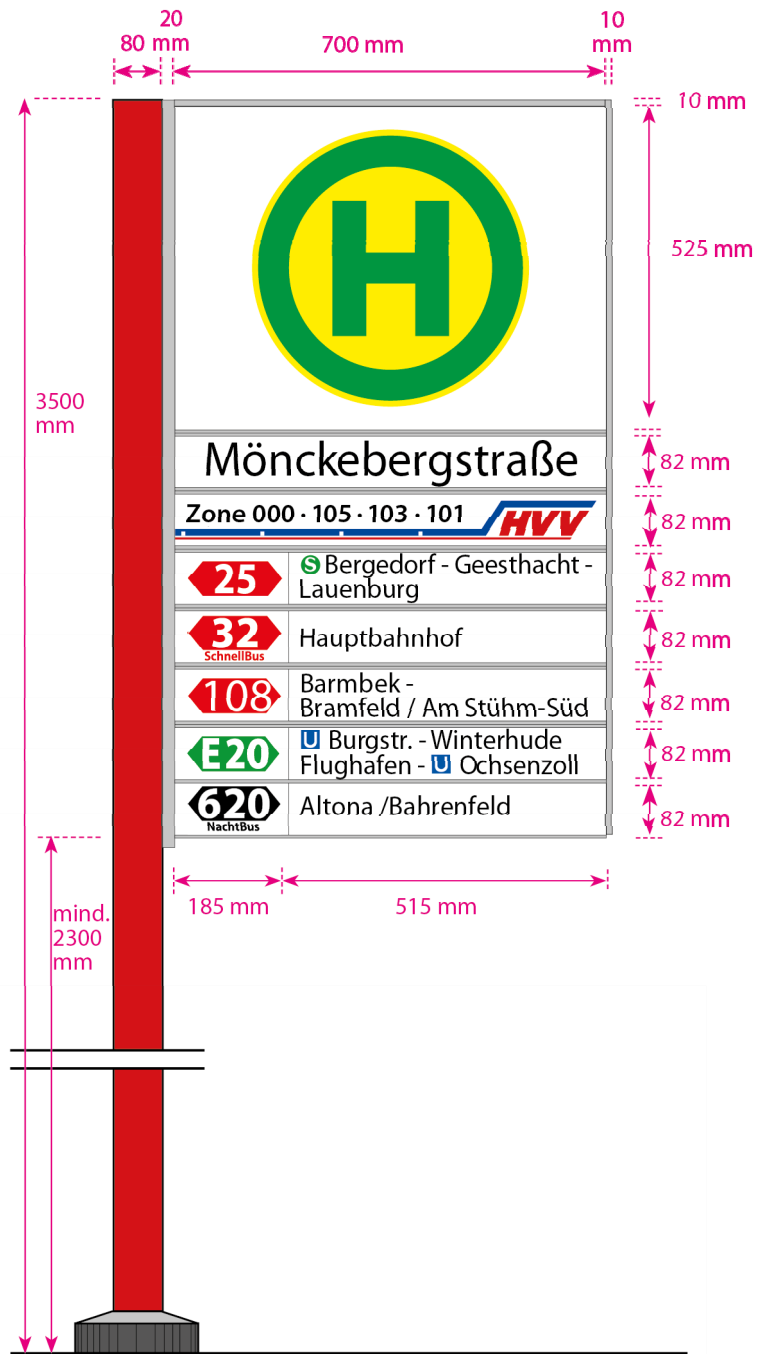 20
mm
80
700 mm
10
mm
10 mm
H
525 mm
3500
mm
Mönckebergstraße
82 mm
Zone 000 · 105 · 103 · 101
HVV
82 mm
25
S Bergedorf - Geesthacht -
Lauenburg
82 mm
32
SchnellBus
Hauptbahnhof
82 mm
108
Barmbek -
Bramfeld / Am Stühm-Süd
82 mm
E20
U Burgstr. - Winterhude
Flughafen - U Ochsenzoll
82 mm
620
NachtBus
Altona /Bahrenfeld
82 mm
185 mm
515 mm
mind.
2300
mm